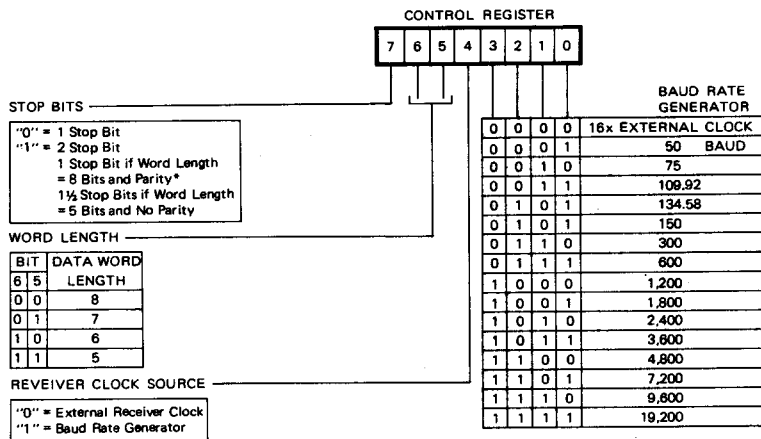 CONTROL REGISTER
7 6 5 4 3 2 1 0
STOP BITS
"0" = 1 Stop Bit
"1" = 2 Stop Bit
1 Stop Bit if Word Length
= 8 Bits and Parity*
1½ Stop Bits if Word Length
= 5 Bits and No Parity
WORD LENGTH
BIT DATA WORD
6 5 LENGTH
0 0 8
0 1 7
1 0 6
1 1 5
REVEIVER CLOCK SOURCE
"0" = External Receiver Clock
"1" = Baud Rate Generator
BAUD RATE
GENERATOR
0 0 0 0 16x EXTERNAL CLOCK
0 0 0 1 50 BAUD
0 0 1 0 75
0 0 1 1 109.92
0 1 0 1 134.58
0 1 0 1 150
0 1 1 0 300
0 1 1 1 600
1 0 0 0 1,200
1 0 0 1 1,800
1 0 1 0 2,400
1 0 1 1 3,600
1 1 0 0 4,800
1 1 0 1 7,200
1 1 1 0 9,600
1 1 1 1 19,200